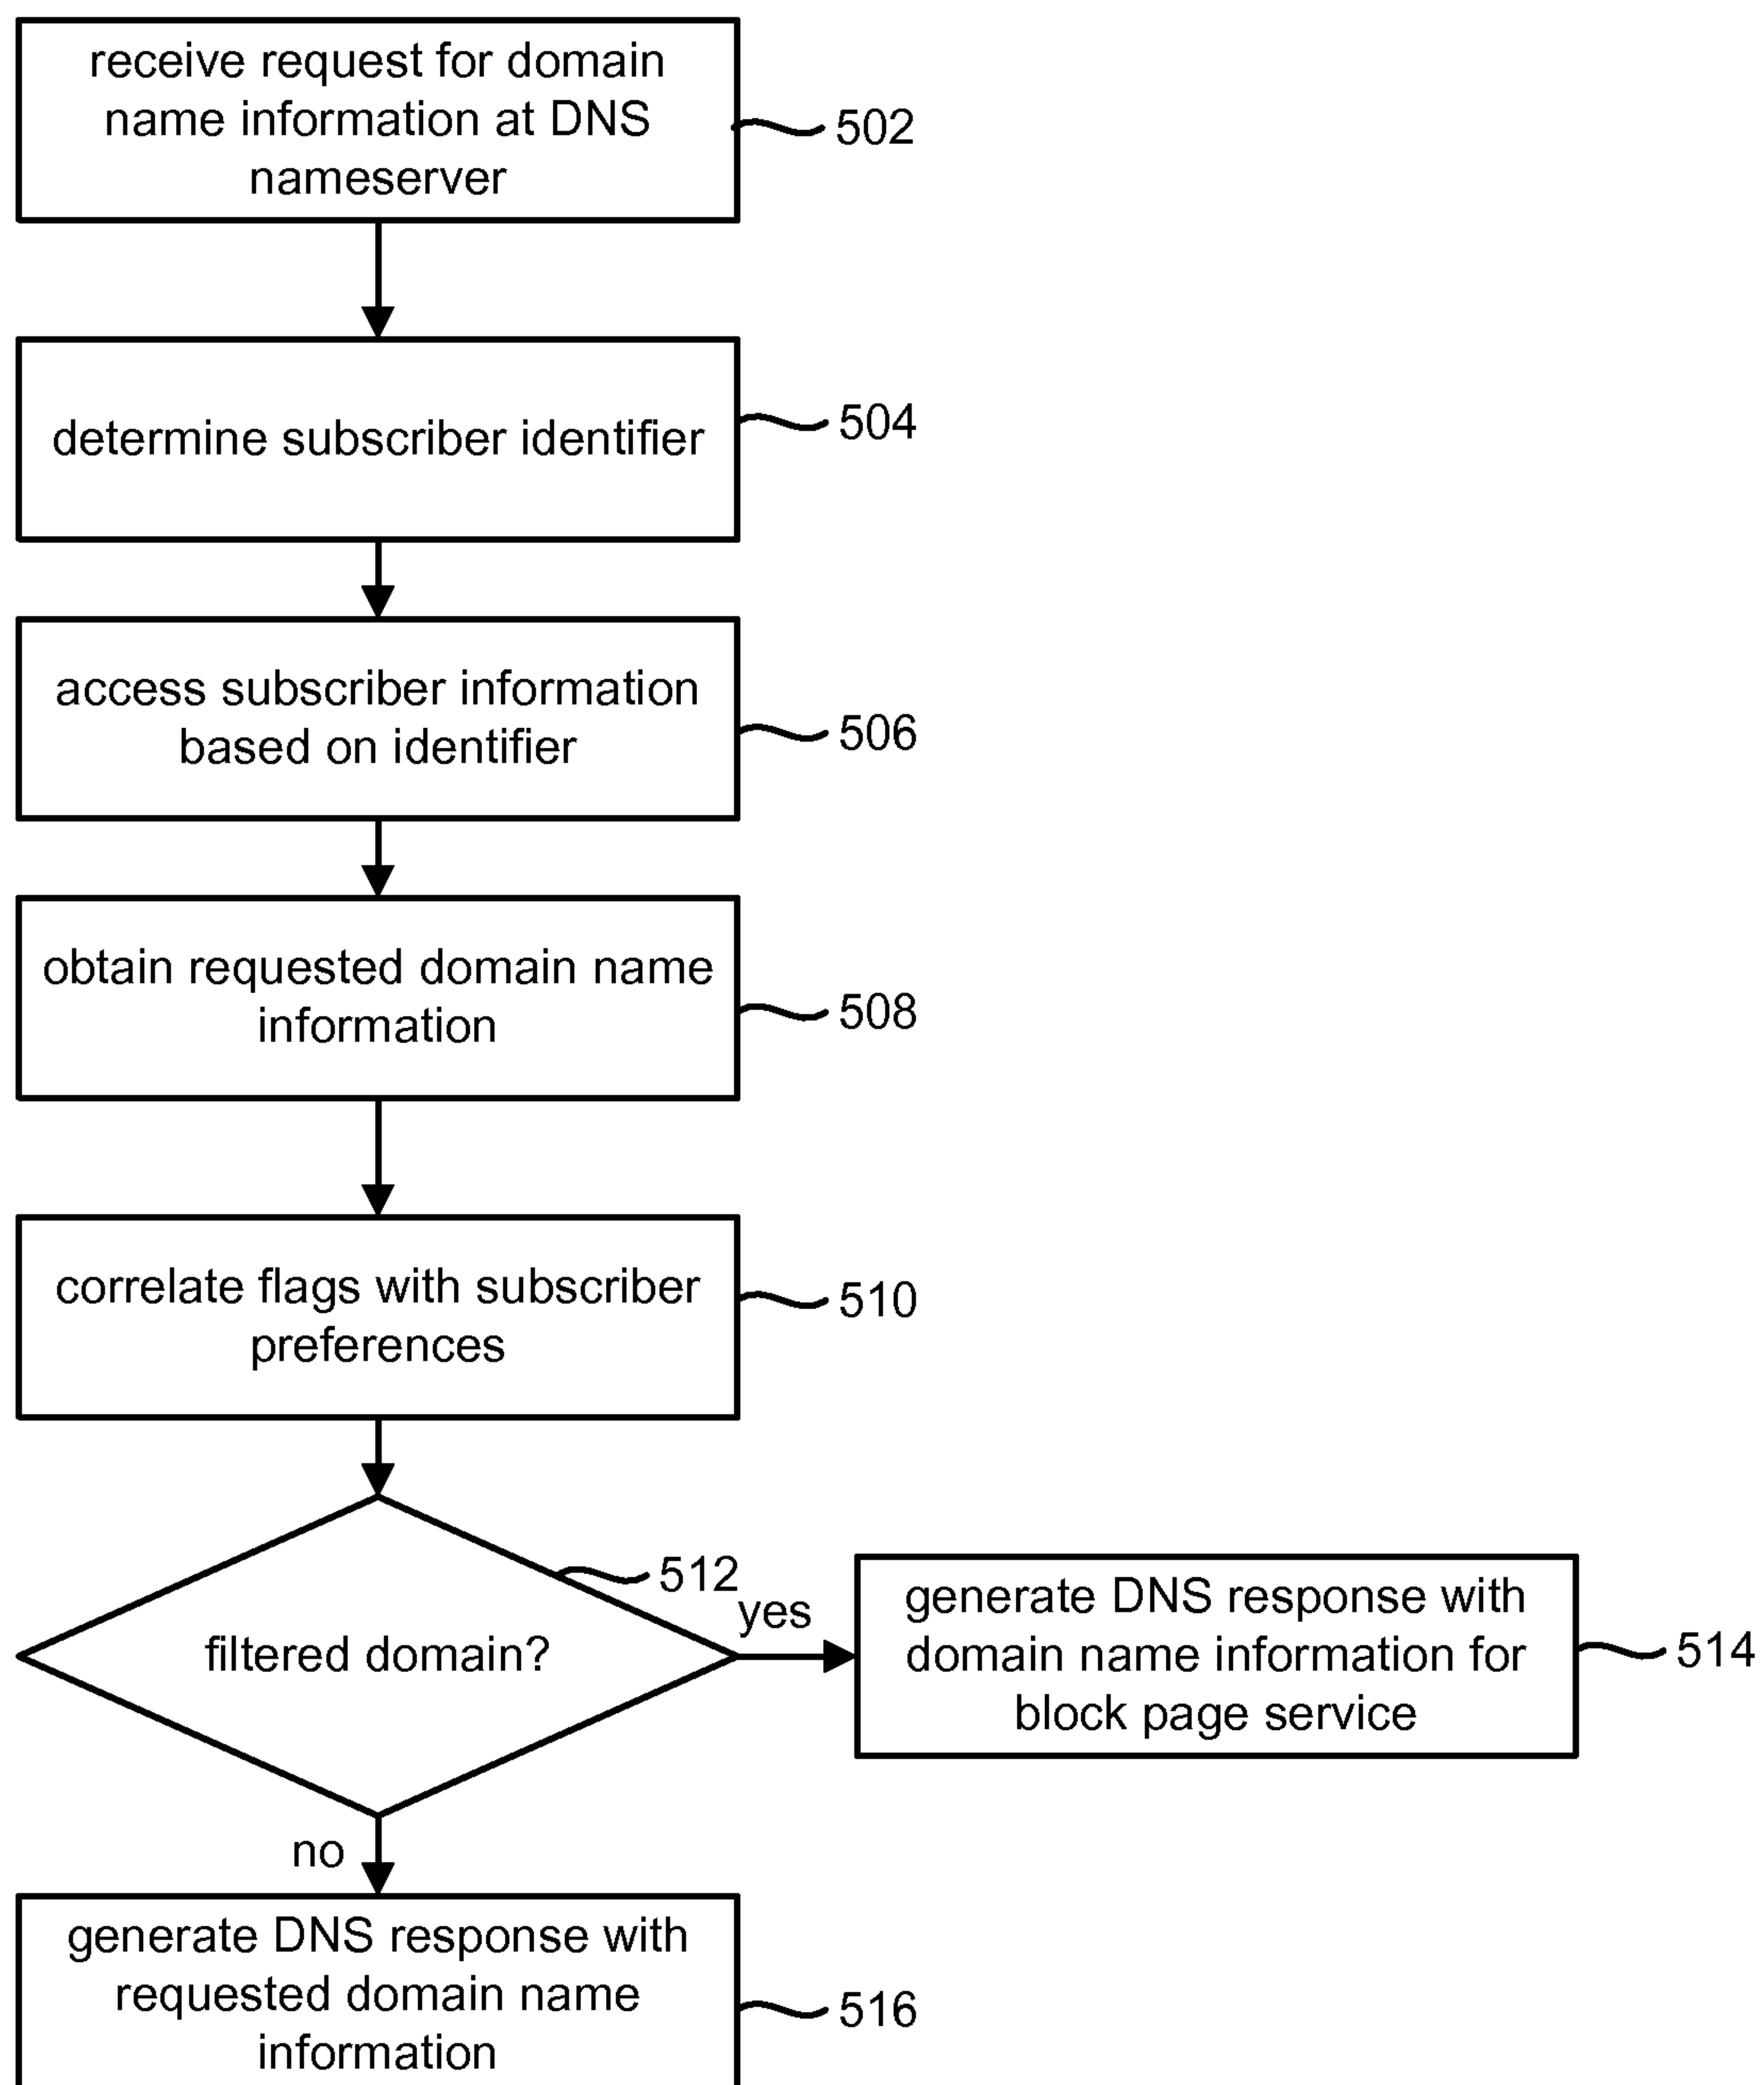 receive request for domain
name information at DNS
nameserver
502
determine subscriber identifier
504
access subscriber information
based on identifier
506
obtain requested domain name
information
508
correlate flags with subscriber
preferences
510
filtered domain?
512
yes
generate DNS response with
domain name information for
block page service
514
no
generate DNS response with
requested domain name
information
516